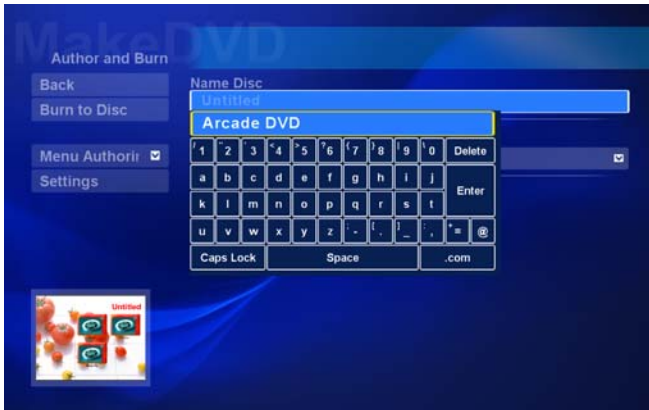 MakeDVD
Author and Burn
Back
Burn to Disc
Menu Authorin
Settings
Name Disc
Untitled
Arcade DVD
1 2 3 4 5 6 7 8 9 0 Delete
a b c d e f g h i j
Enter
k l m n o p q r s t
u v w x y z - . _ , = @
Caps Lock Space .com
Untitled